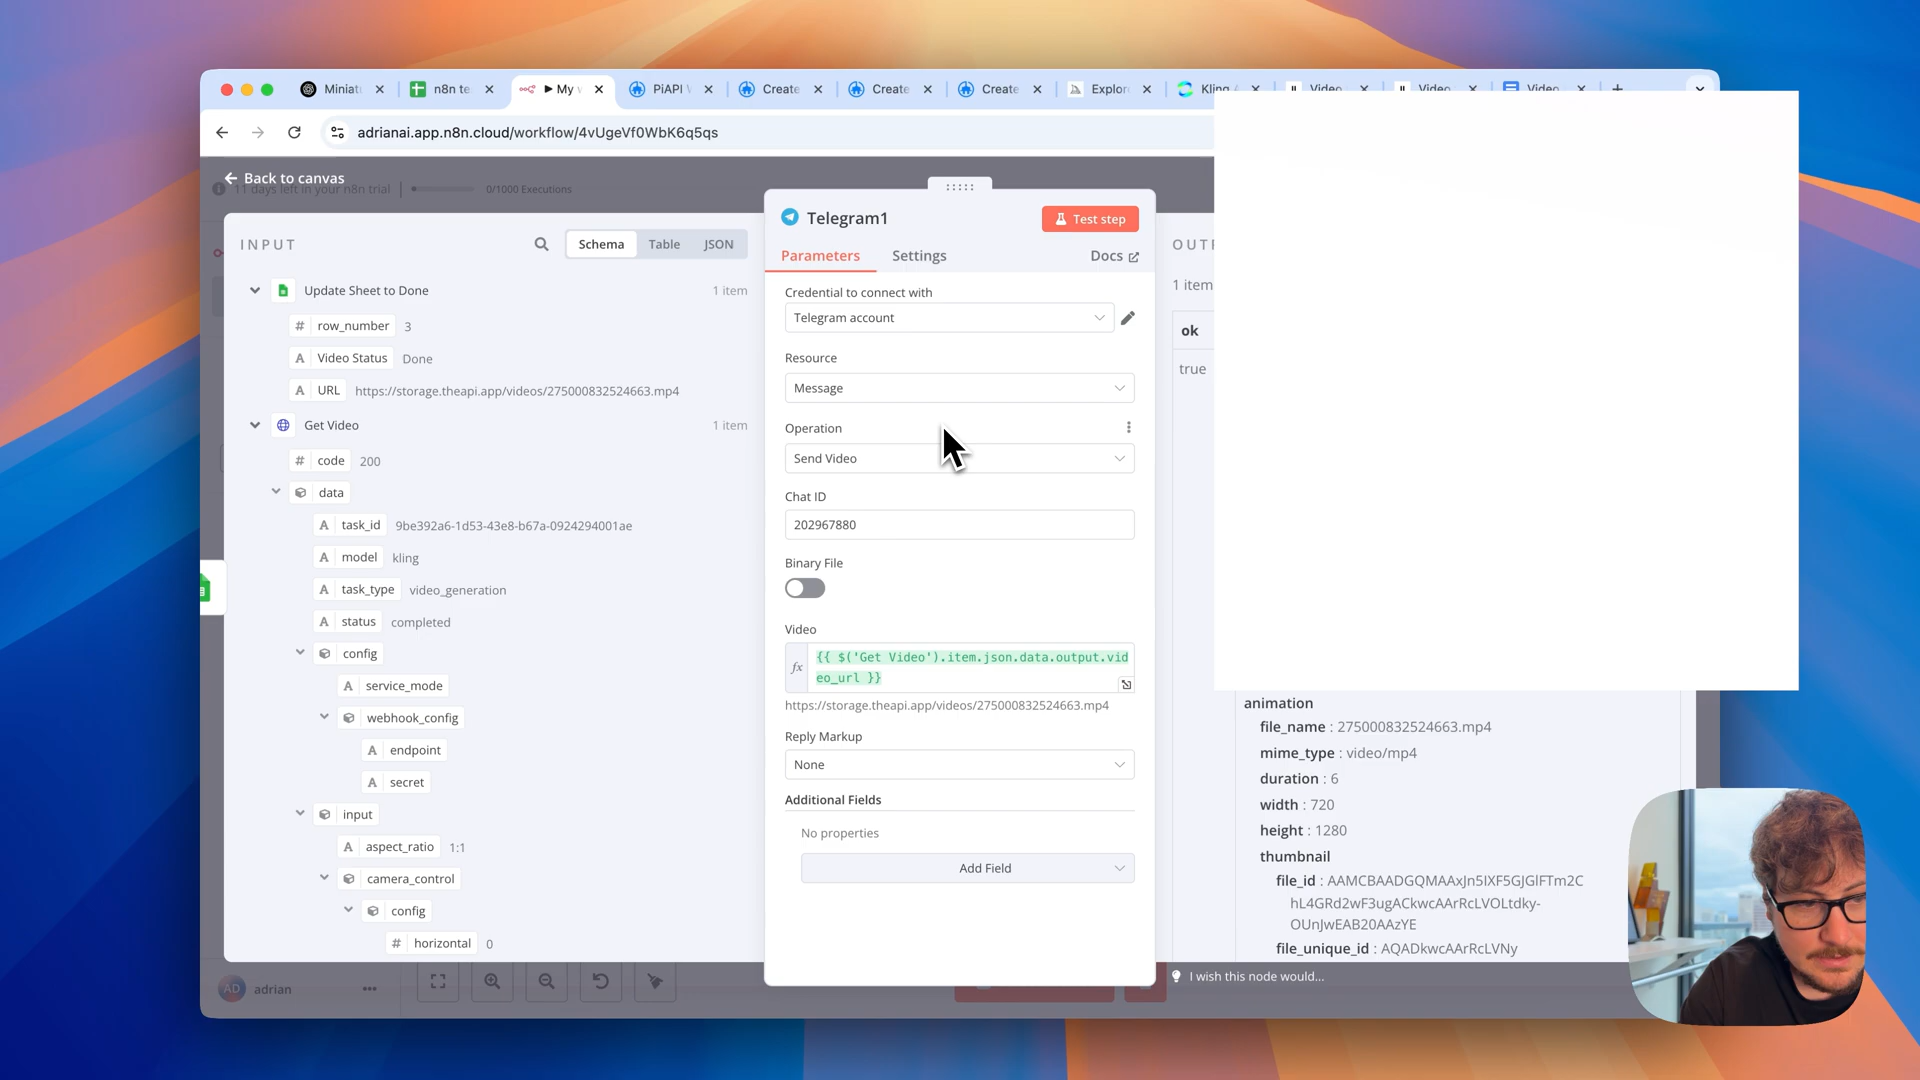 Miniat
n8n te
My
PiAPI
Create
Create
Create
Explor
Kling
Video
Video
Video
adrianai.app.n8n.cloud/workflow/4vUgeVf0WbK6q5qs
Back to canvas
11 days left in your n8n trial
0/1000 Executions
INPUT
Schema
Table
JSON
Update Sheet to Done
1 item
# row_number 3
A Video Status Done
A URL https://storage.theapi.app/videos/275000832524663.mp4
Get Video
1 item
# code 200
data
A task_id 9be392a6-1d53-43e8-b67a-0924294001ae
A model kling
A task_type video_generation
A status completed
config
A service_mode
webhook_config
A endpoint
A secret
input
A aspect_ratio 1:1
camera_control
config
# horizontal 0
AD adrian
Telegram1
Test step
Parameters
Settings
Docs
Credential to connect with
Telegram account
Resource
Message
Operation
Send Video
Chat ID
202967880
Binary File
Video
fx
{{ $('Get Video').item.json.data.output.vid
eo_url }}
https://storage.theapi.app/videos/275000832524663.mp4
Reply Markup
None
Additional Fields
No properties
Add Field
OUTP
1 item
ok
true
animation
file_name : 275000832524663.mp4
mime_type : video/mp4
duration : 6
width : 720
height : 1280
thumbnail
file_id : AAMCBAADGQMAAxJn5IXF5GJGlFTm2C
hL4GRd2wF3ugACkwcAArRcLVOLtdky-
OUnJwEAB20AAzYE
file_unique_id : AQADkwcAArRcLVNy
I wish this node would...